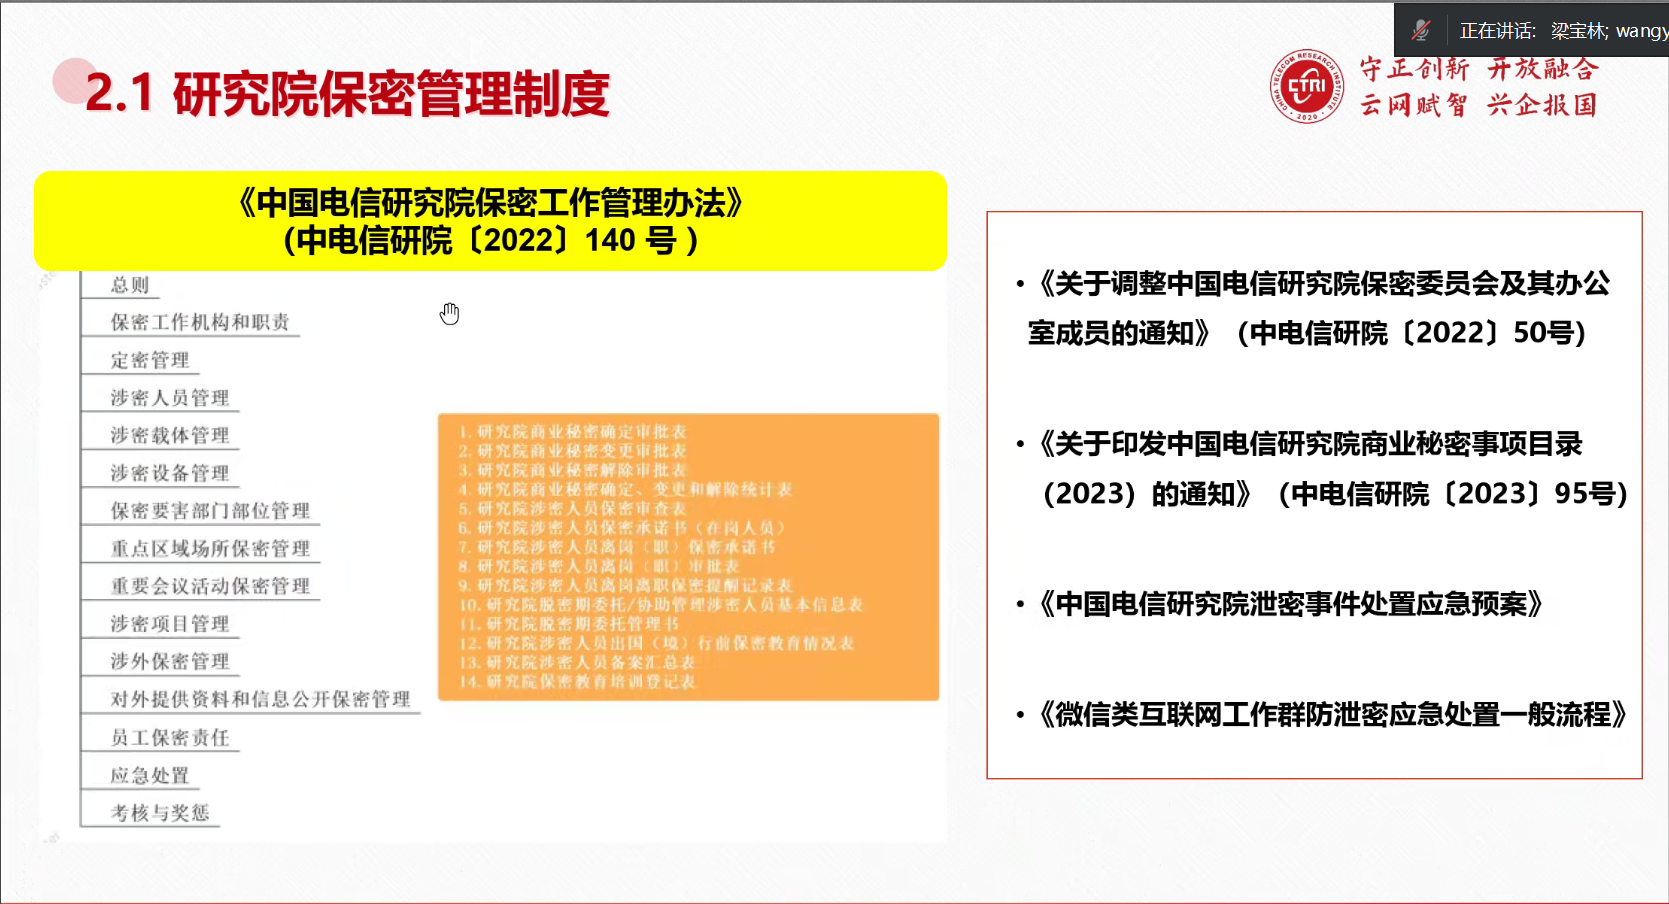 正在讲话: 梁宝林; wangy
2.1 研究院保密管理制度
CHINA TELECOM RESEARCH INSTITUTE
CTRI
2020
守正创新 开放融合
云网赋智 兴企报国
《中国电信研究院保密工作管理办法》
(中电信研院〔2022〕140 号 )
总则
保密工作机构和职责
定密管理
涉密人员管理
涉密载体管理
涉密设备管理
保密要害部门部位管理
重点区域场所保密管理
重要会议活动保密管理
涉密项目管理
涉外保密管理
对外提供资料和信息公开保密管理
员工保密责任
应急处置
考核与奖惩
1. 研究院商业秘密确定审批表
2. 研究院商业秘密变更审批表
3. 研究院商业秘密解除审批表
4. 研究院商业秘密确定、变更和解除统计表
5. 研究院涉密人员保密审查表
6. 研究院涉密人员保密承诺书（在岗人员）
7. 研究院涉密人员离岗（职）保密承诺书
8. 研究院涉密人员离岗（职）审批表
9. 研究院涉密人员离岗离职保密提醒记录表
10. 研究院脱密期委托/协助管理涉密人员基本信息表
11. 研究院脱密期委托管理书
12. 研究院涉密人员出国（境）行前保密教育情况表
13. 研究院涉密人员备案汇总表
14. 研究院保密教育培训登记表
•《关于调整中国电信研究院保密委员会及其办公
室成员的通知》（中电信研院〔2022〕50号）
•《关于印发中国电信研究院商业秘密事项目录
（2023）的通知》（中电信研院〔2023〕95号）
•《中国电信研究院泄密事件处置应急预案》
•《微信类互联网工作群防泄密应急处置一般流程》